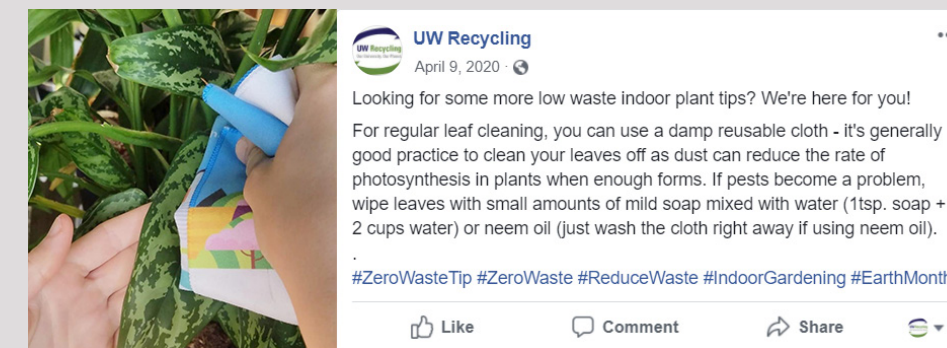 UW Recycling
UW Recycling
April 9, 2020 ·
Looking for some more low waste indoor plant tips? We're here for you!
For regular leaf cleaning, you can use a damp reusable cloth - it's generally
good practice to clean your leaves off as dust can reduce the rate of
photosynthesis in plants when enough forms. If pests become a problem,
wipe leaves with small amounts of mild soap mixed with water (1tsp. soap +
2 cups water) or neem oil (just wash the cloth right away if using neem oil).
.
#ZeroWasteTip #ZeroWaste #ReduceWaste #IndoorGardening #EarthMonth
Like Comment Share